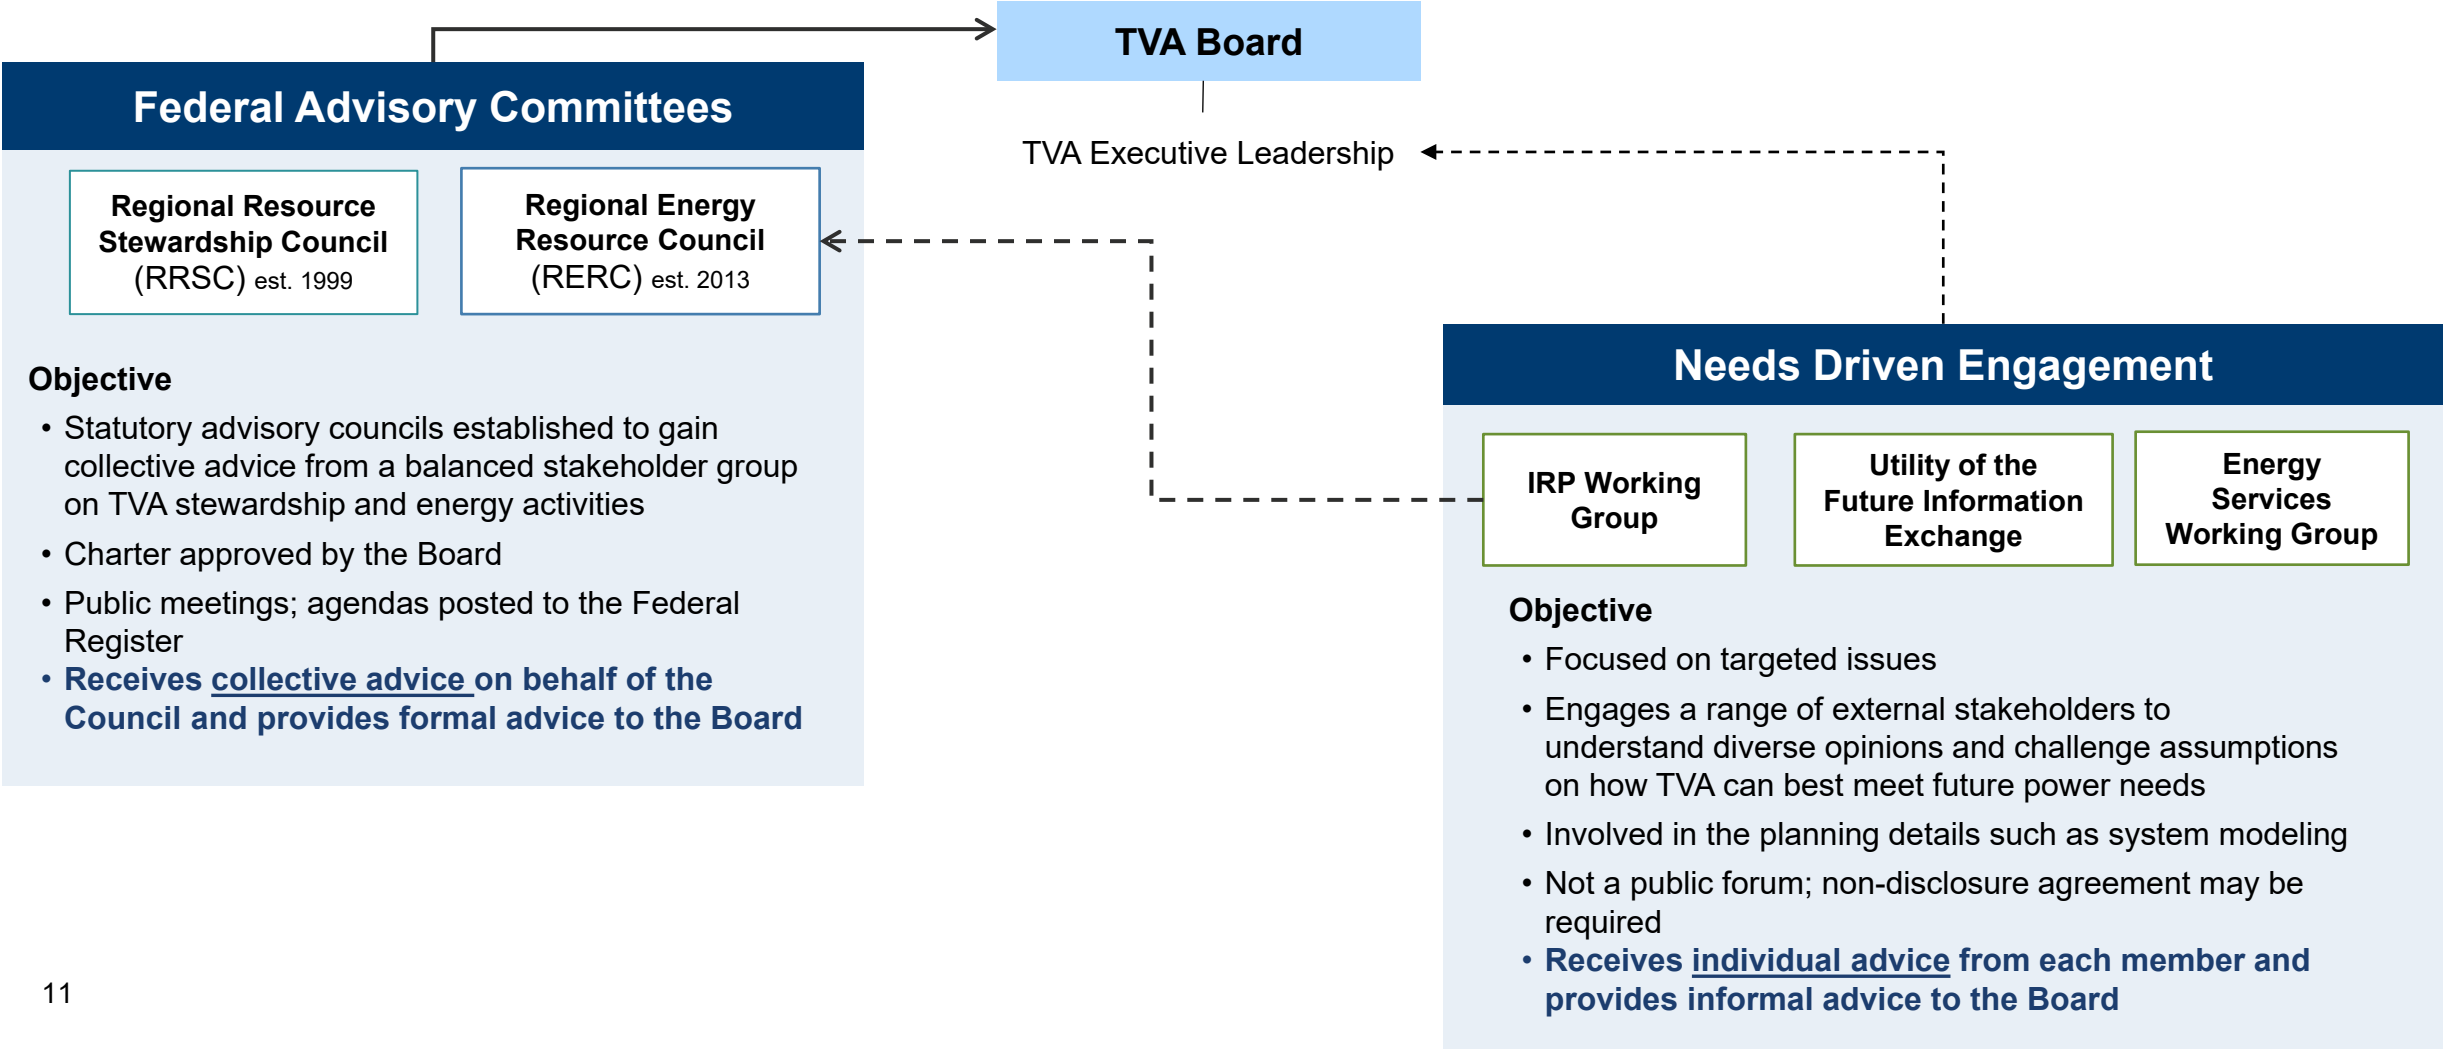 TVA Board
TVA Executive Leadership
Federal Advisory Committees
Regional Resource
Stewardship Council
(RRSC) est. 1999
Regional Energy
Resource Council
(RERC) est. 2013
Objective
• Statutory advisory councils established to gain
collective advice from a balanced stakeholder group
on TVA stewardship and energy activities
• Charter approved by the Board
• Public meetings; agendas posted to the Federal
Register
• Receives collective advice on behalf of the
Council and provides formal advice to the Board
Needs Driven Engagement
IRP Working
Group
Utility of the
Future Information
Exchange
Energy
Services
Working Group
Objective
• Focused on targeted issues
• Engages a range of external stakeholders to
understand diverse opinions and challenge assumptions
on how TVA can best meet future power needs
• Involved in the planning details such as system modeling
• Not a public forum; non-disclosure agreement may be
required
• Receives individual advice from each member and
provides informal advice to the Board
11